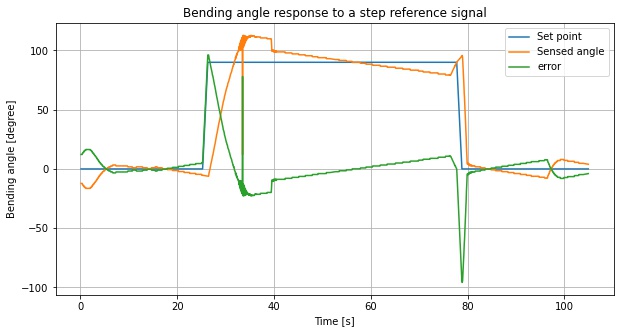 Bending angle response to a step reference signal
Set point
Sensed angle
error
Bending angle [degree]
100
50
0
−50
−100
0 20 40 60 80 100
Time [s]